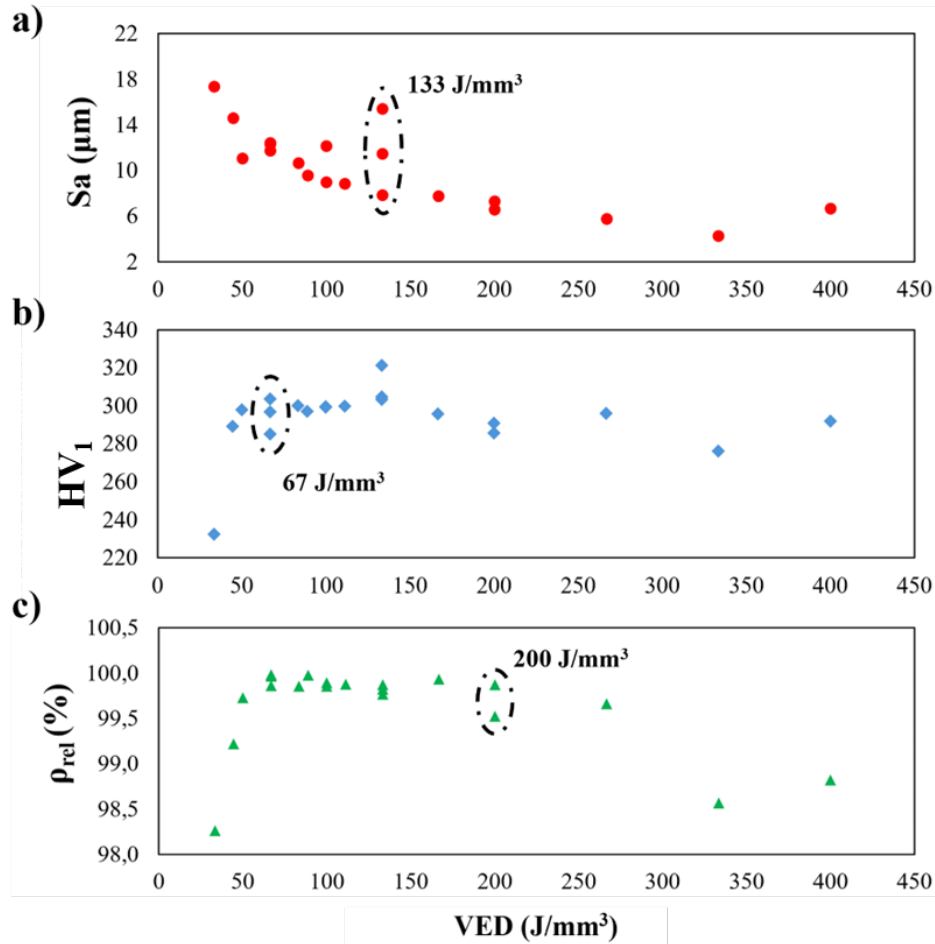 a)
Sa (µm)
22
18
14
10
6
2
133 J/mm³
0 50 100 150 200 250 300 350 400 450
b)
HV₁
340
320
300
280
260
240
220
67 J/mm³
0 50 100 150 200 250 300 350 400 450
c)
ρrel (%)
100,5
100,0
99,5
99,0
98,5
98,0
200 J/mm³
0 50 100 150 200 250 300 350 400 450
VED (J/mm³)